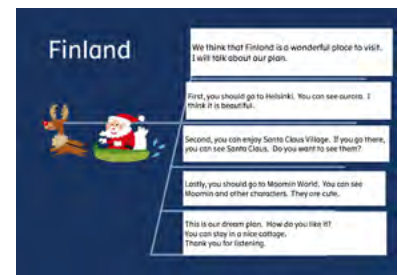 Finland
We think that Finland is a wonderful place to visit.
I will talk about our plan.
First, you should go to Helsinki. You can see aurora. I
think it is beautiful.
Second, you can enjoy Santa Claus Village. If you go there,
you can see Santa Claus. Do you want to see them?
Lastly, you should go to Moomin World. You can see
Moomin and other characters. They are cute.
This is our dream plan. How do you like it?
You can stay in a nice cottage.
Thank you for listening.